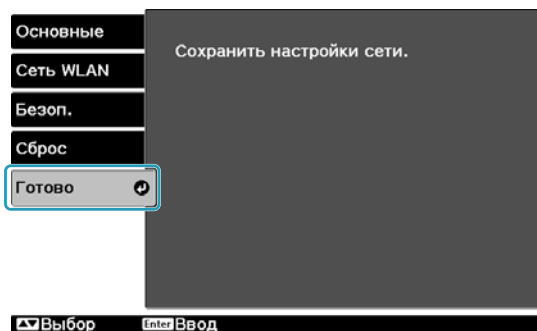 Основные
Сеть WLAN
Безоп.
Сброс
Готово
Сохранить настройки сети.
Выбор Enter Ввод